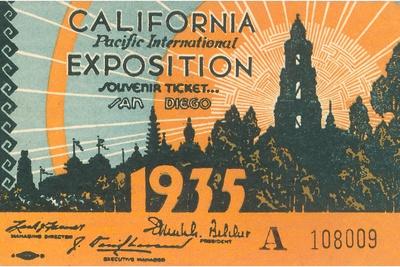 CALIFORNIA
Pacific International
EXPOSITION
SOUVENIR TICKET...
SAN DIEGO
1935
MANAGING DIRECTOR
PRESIDENT
EXECUTIVE MANAGER
A 108009